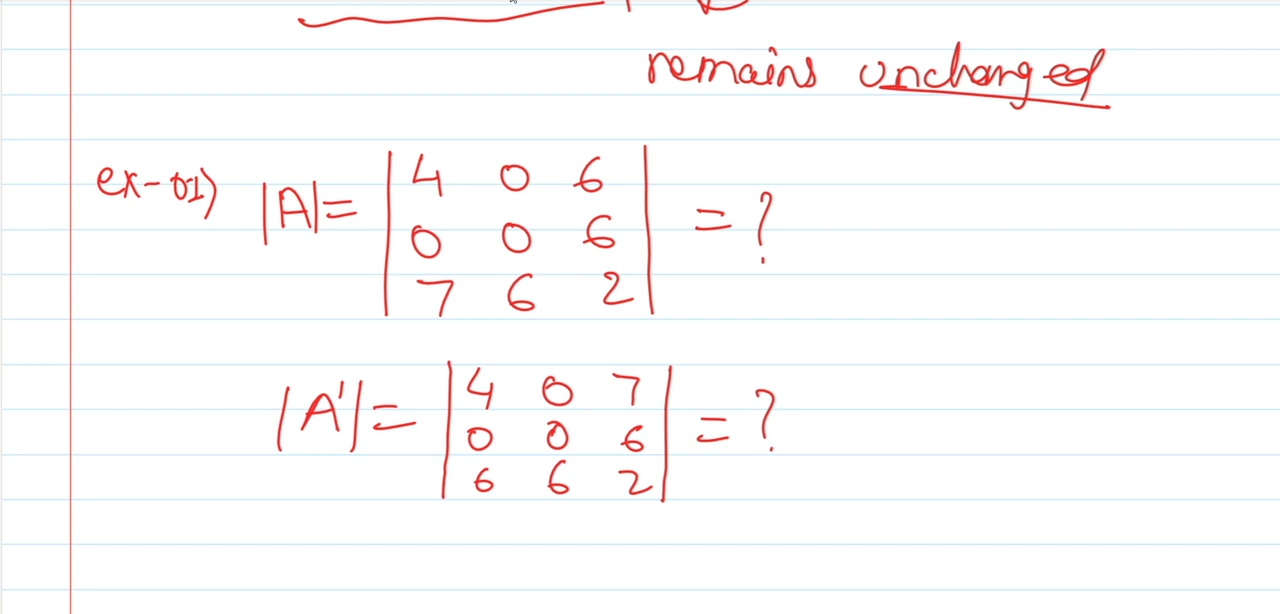 remains unchanged
ex-01) |A| = | 4 0 6 | = ?
| 0 0 6 |
| 7 6 2 |
|A'| = | 4 0 7 | = ?
| 0 0 6 |
| 6 6 2 |